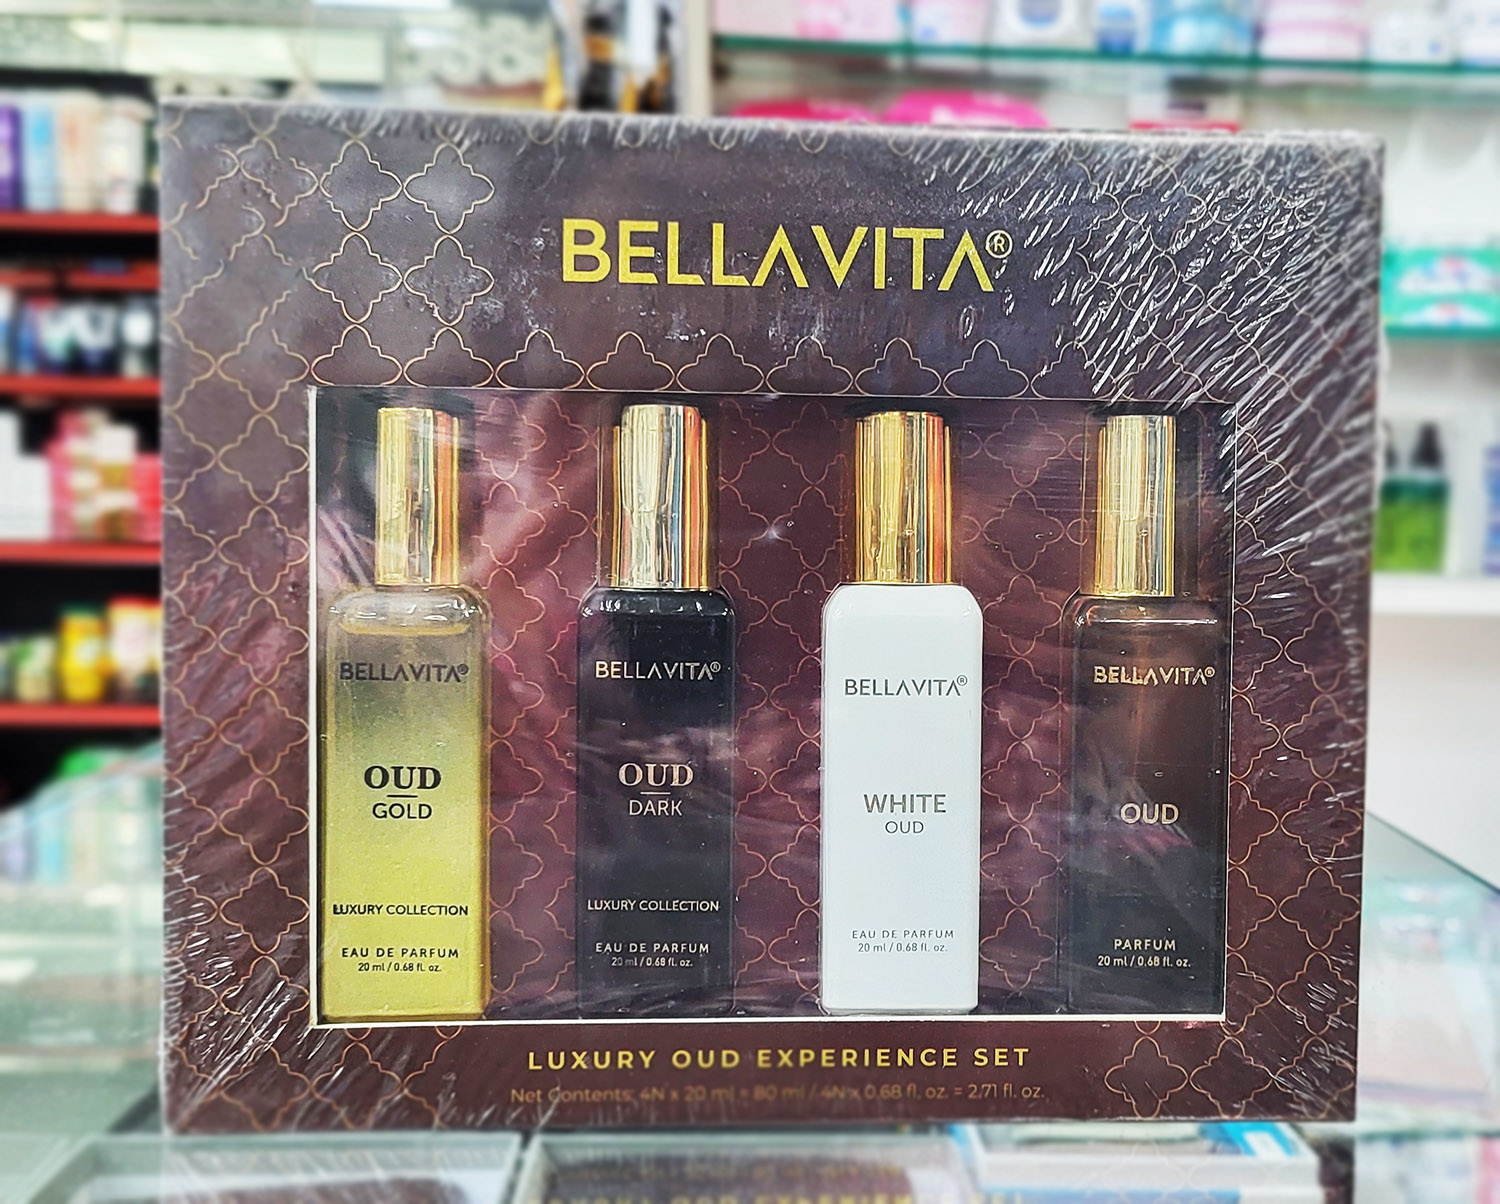 BELLAVITA®
BELLAVITA®
OUD
GOLD
LUXURY COLLECTION
EAU DE PARFUM
20 ml / 0.68 fl. oz.
BELLAVITA®
OUD
DARK
LUXURY COLLECTION
EAU DE PARFUM
20 ml / 0.68 fl. oz.
BELLAVITA®
WHITE
OUD
EAU DE PARFUM
20 ml / 0.68 fl. oz.
BELLAVITA®
OUD
PARFUM
20 ml / 0.68 fl. oz.
LUXURY OUD EXPERIENCE SET
Net Contents: 4N x 20 ml = 80 ml / 4N x 0.68 fl. oz. = 2.71 fl. oz.